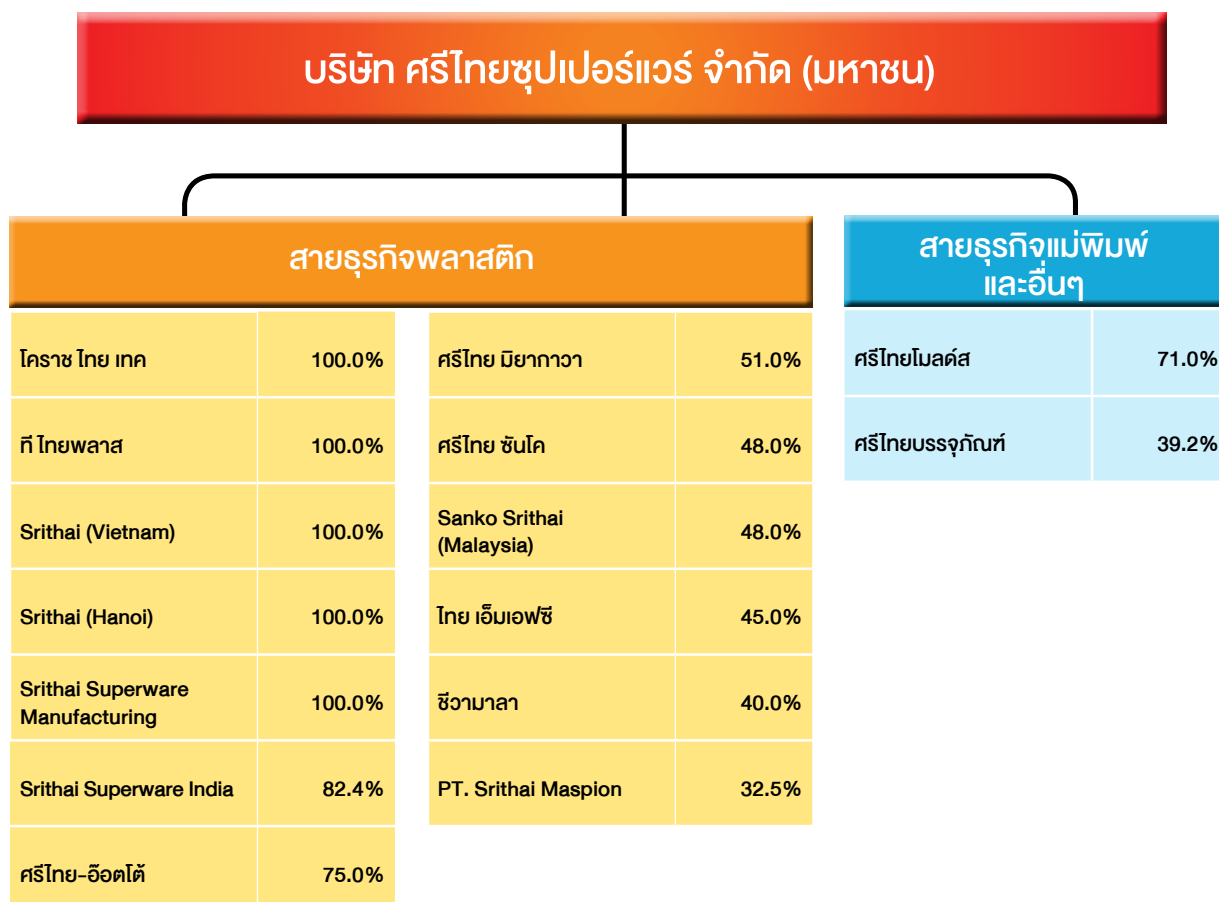 บริษัท ศรีไทยซุปเปอร์แวร์ จำกัด (มหาชน)
สายธุรกิจพลาสติก
โคราช ไทย เทค 100.0%
ที ไทยพลาส 100.0%
Srithai (Vietnam) 100.0%
Srithai (Hanoi) 100.0%
Srithai Superware
Manufacturing 100.0%
Srithai Superware India 82.4%
ศรีไทย-อ๊อตโต้ 75.0%
ศรีไทย มิยากาวา 51.0%
ศรีไทย ซันโค 48.0%
Sanko Srithai
(Malaysia) 48.0%
ไทย เอ็มเอฟซี 45.0%
ชีวามาลา 40.0%
PT. Srithai Maspion 32.5%
สายธุรกิจแม่พิมพ์
และอื่นๆ
ศรีไทยโมลด์ส 71.0%
ศรีไทยบรรจุภัณฑ์ 39.2%